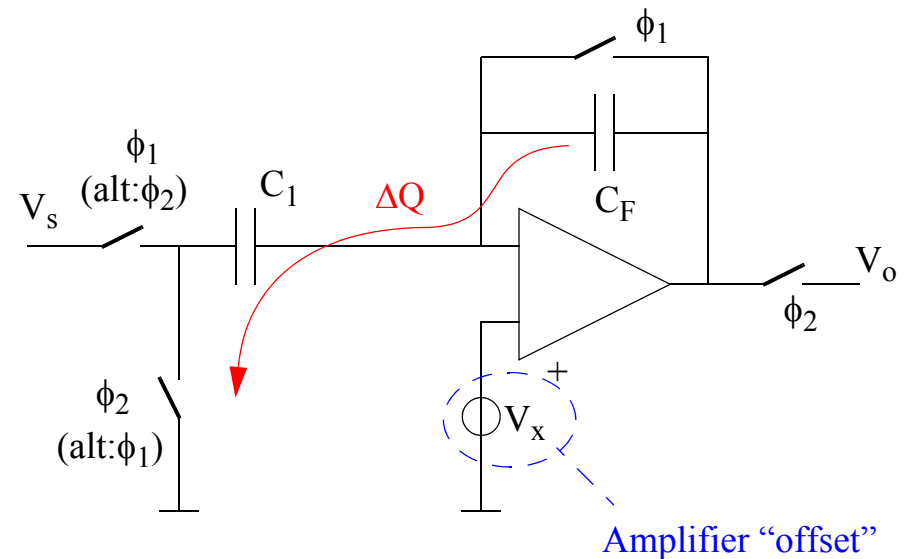 ϕ1
ϕ1
(alt:ϕ2)
Vs
C1
ΔQ
CF
Vo
ϕ2
ϕ2
(alt:ϕ1)
+
Vx
Amplifier “offset”